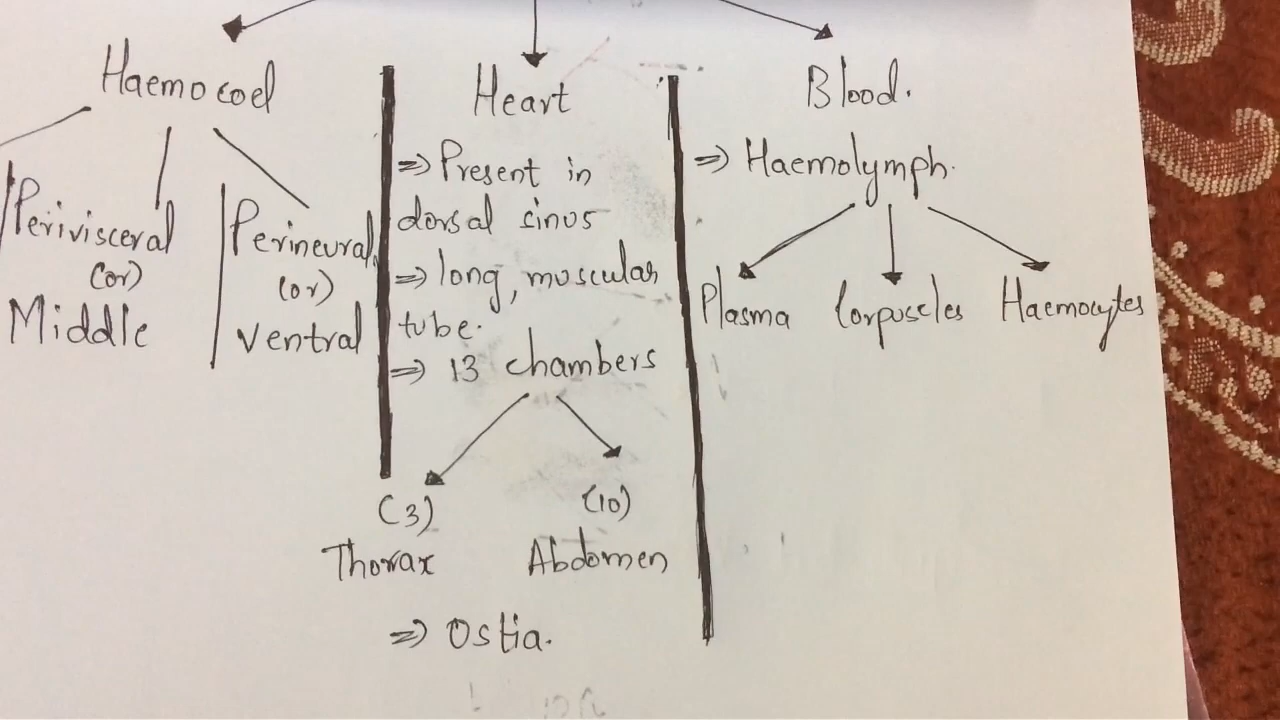 Haemocoel
Perivisceral
(or)
Middle
Perineural
(or)
Ventral
Heart
⇒ Present in
dorsal sinus
⇒ long, muscular
tube.
⇒ 13 chambers
(3)
Thorax
(10)
Abdomen
⇒ Ostia.
Blood.
⇒ Haemolymph.
Plasma
Corpuscles
Haemocytes